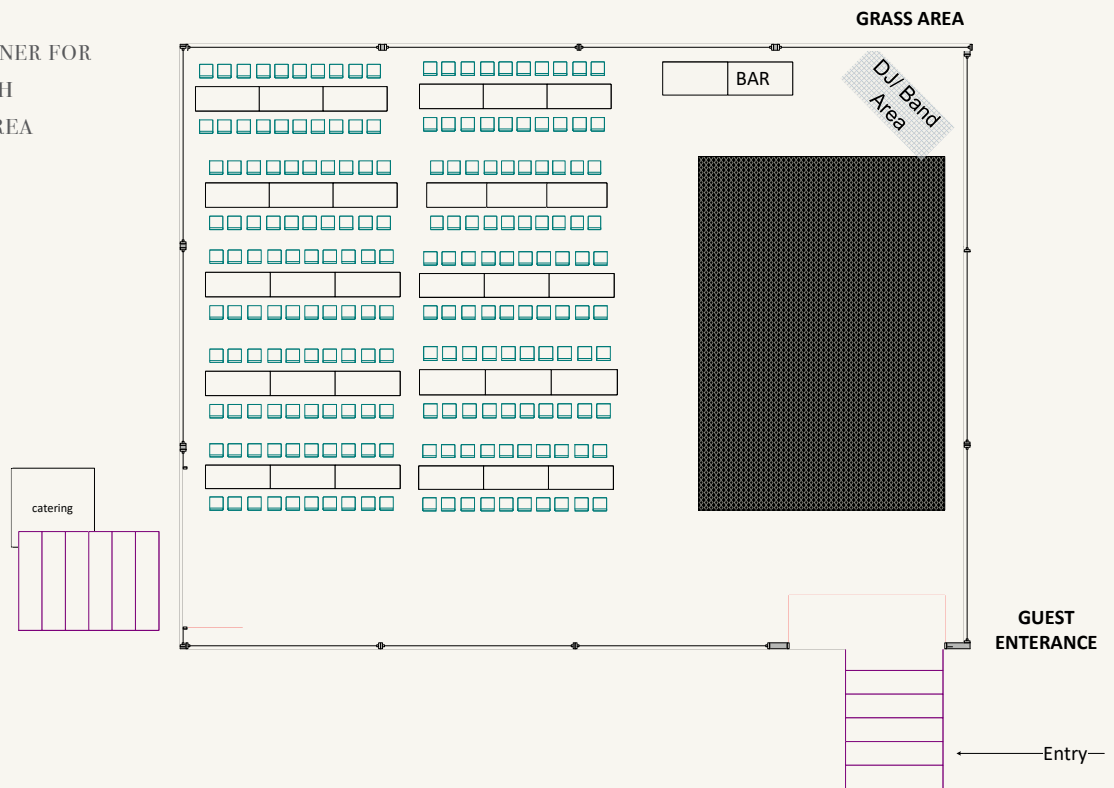 GRASS AREA
NER FOR
H
REA
BAR
DJ/ Band
Area
catering
GUEST
ENTERANCE
Entry